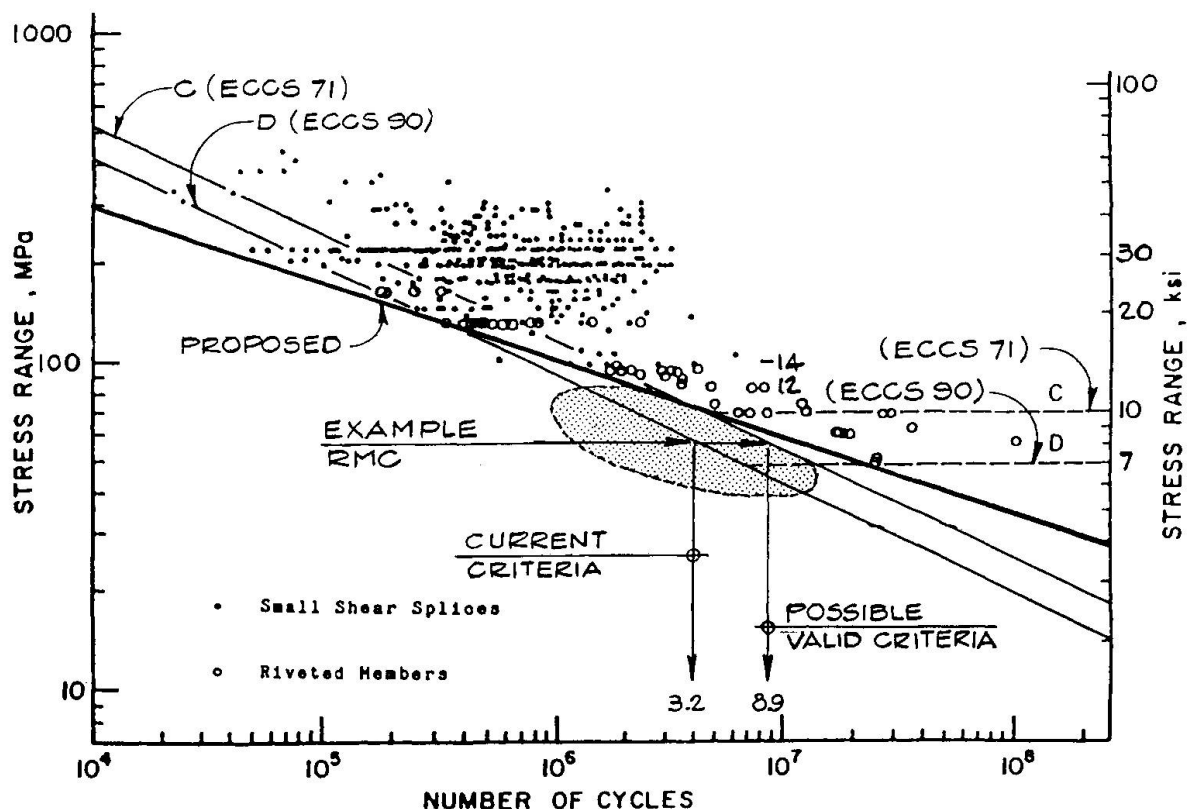 1000
C (ECCS 71)
D (ECCS 90)
100
30
20
10
7
100
10
STRESS RANGE, MPa
STRESS RANGE, ksi
PROPOSED
-14
12
(ECCS 71)
(ECCS 90)
C
D
EXAMPLE
RMC
CURRENT
CRITERIA
POSSIBLE
VALID CRITERIA
• Small Shear Splices
o Riveted Members
3.2
8.9
10⁴
10⁵
10⁶
10⁷
10⁸
NUMBER OF CYCLES